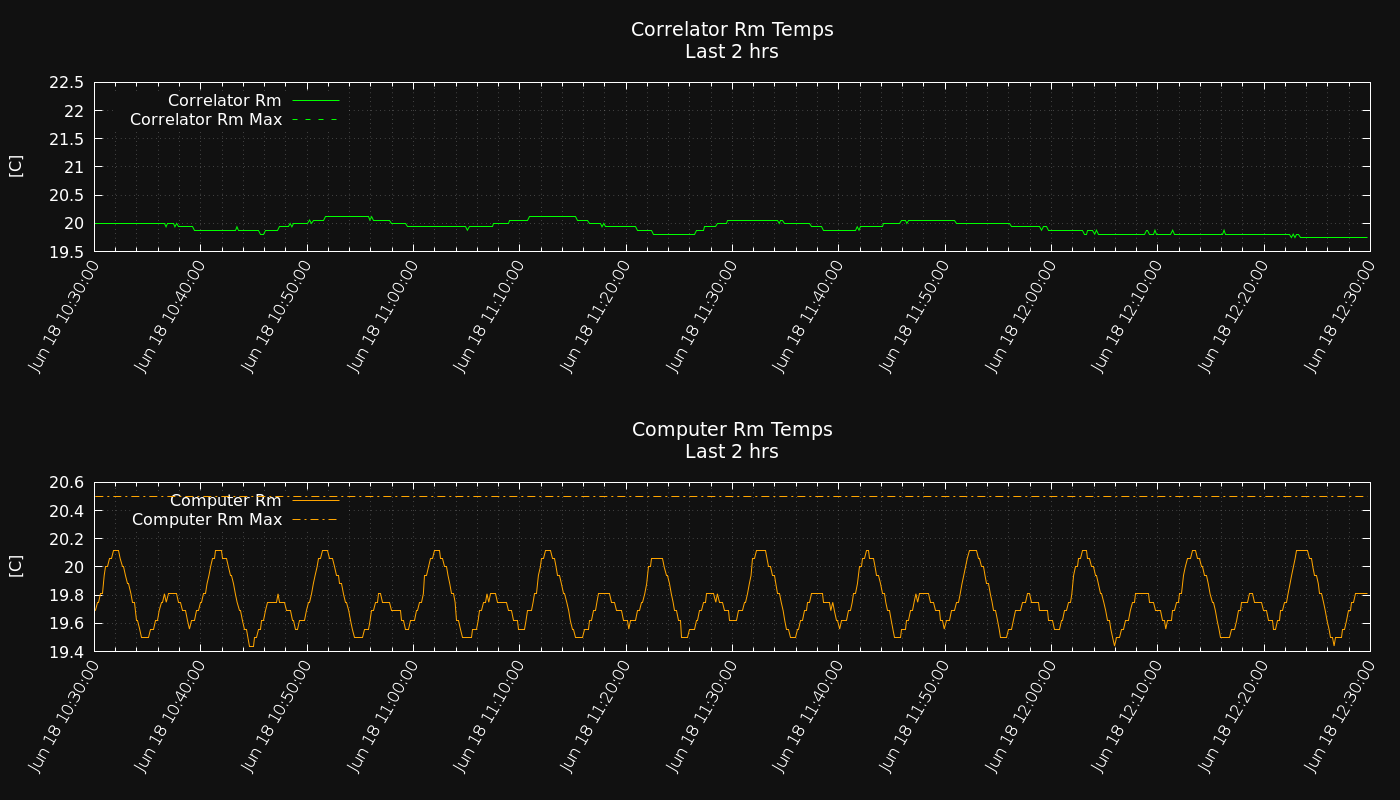 Correlator Rm Temps
Last 2 hrs
22.5
22
21.5
21
20.5
20
19.5
[C]
Correlator Rm
Correlator Rm Max
Jun 18 10:30:00
Jun 18 10:40:00
Jun 18 10:50:00
Jun 18 11:00:00
Jun 18 11:10:00
Jun 18 11:20:00
Jun 18 11:30:00
Jun 18 11:40:00
Jun 18 11:50:00
Jun 18 12:00:00
Jun 18 12:10:00
Jun 18 12:20:00
Jun 18 12:30:00
Computer Rm Temps
Last 2 hrs
20.6
20.4
20.2
20
19.8
19.6
19.4
[C]
Computer Rm
Computer Rm Max
Jun 18 10:30:00
Jun 18 10:40:00
Jun 18 10:50:00
Jun 18 11:00:00
Jun 18 11:10:00
Jun 18 11:20:00
Jun 18 11:30:00
Jun 18 11:40:00
Jun 18 11:50:00
Jun 18 12:00:00
Jun 18 12:10:00
Jun 18 12:20:00
Jun 18 12:30:00